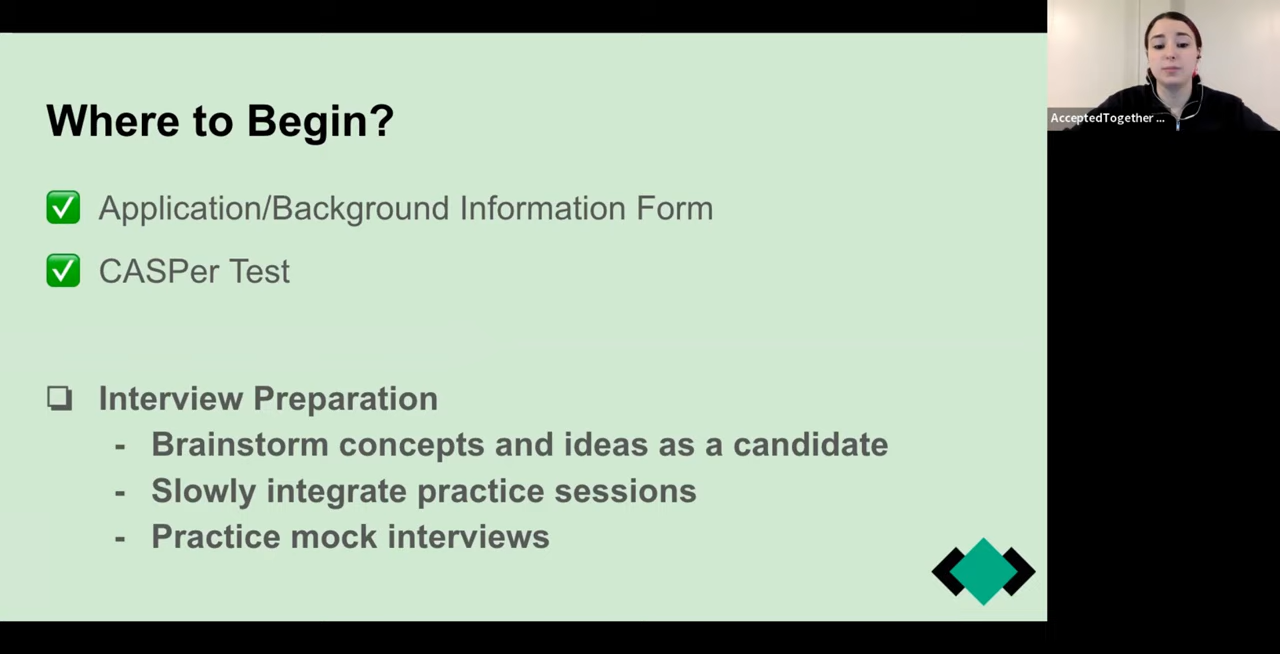 Where to Begin?
✅ Application/Background Information Form
✅ CASPer Test
❏ Interview Preparation
- Brainstorm concepts and ideas as a candidate
- Slowly integrate practice sessions
- Practice mock interviews
AcceptedTogether ...